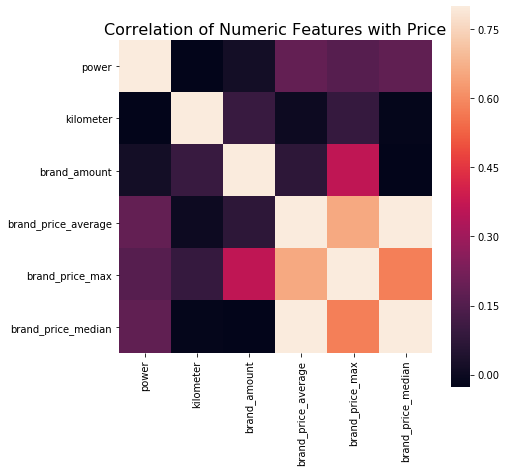 Correlation of Numeric Features with Price
power
kilometer
brand_amount
brand_price_average
brand_price_max
brand_price_median
power
kilometer
brand_amount
brand_price_average
brand_price_max
brand_price_median
0.75
0.60
0.45
0.30
0.15
0.00